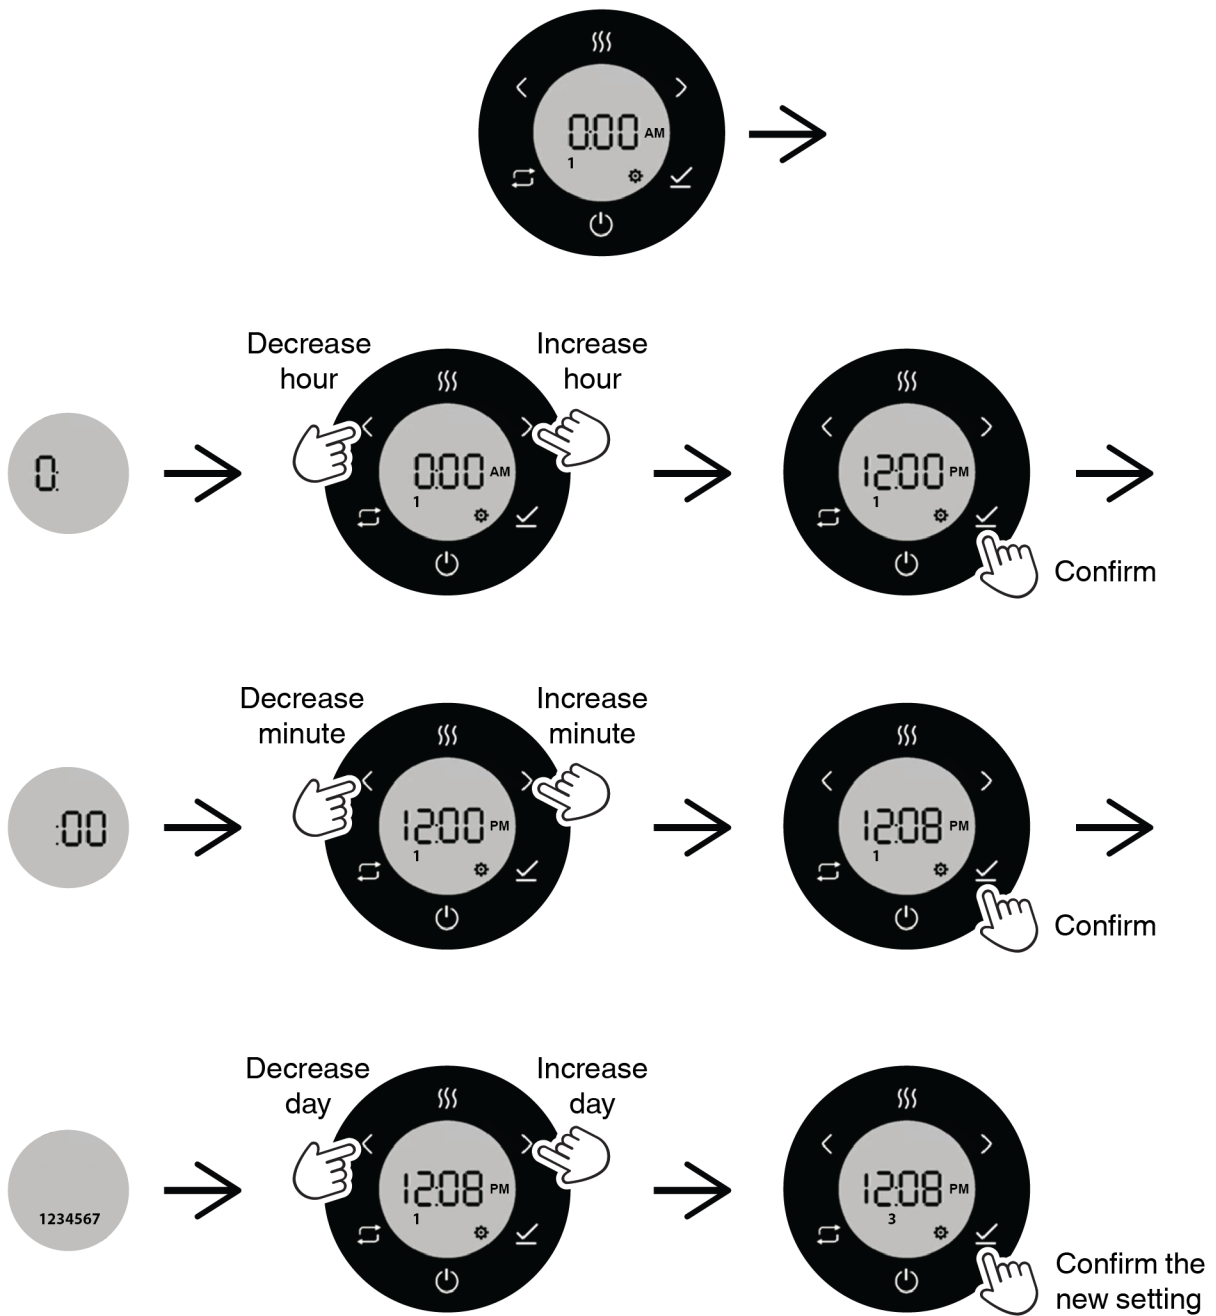 0:00 AM
1
Decrease
hour
Increase
hour
0:
0:00 AM
1
12:00 PM
1
Confirm
Decrease
minute
Increase
minute
:00
12:00 PM
1
12:08 PM
1
Confirm
Decrease
day
Increase
day
1234567
12:08 PM
1
12:08 PM
3
Confirm the
new setting